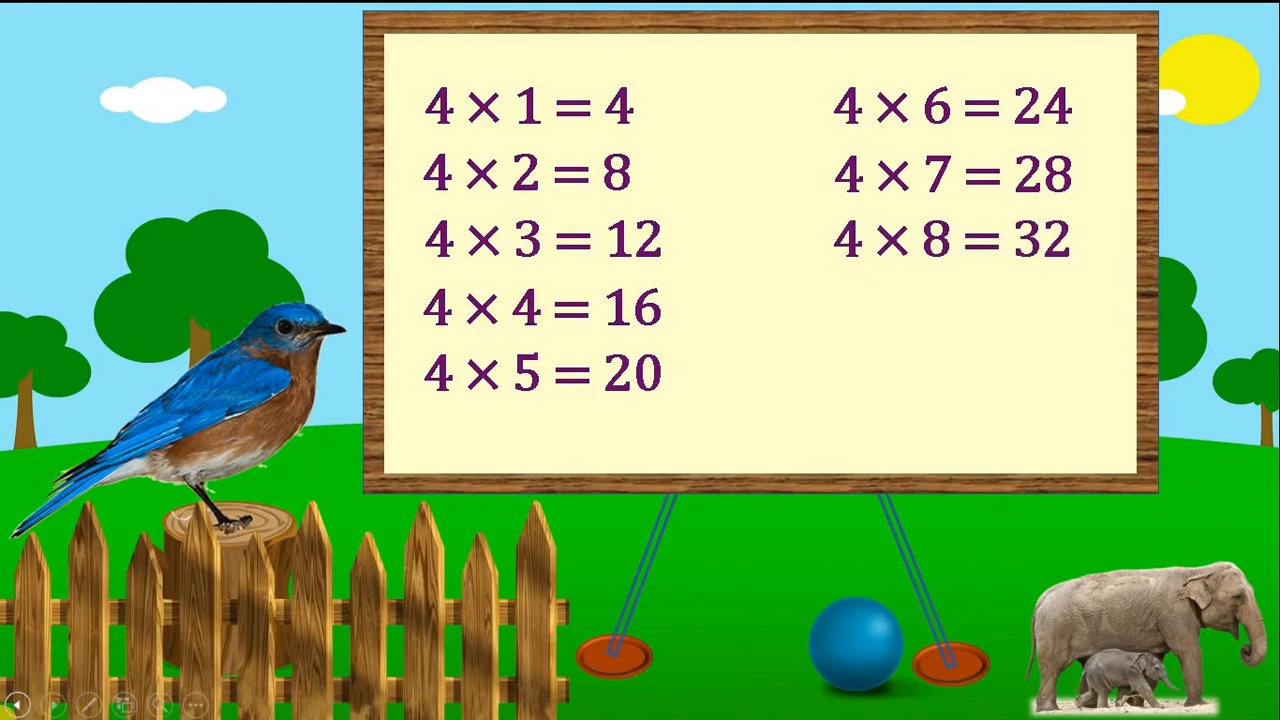 4 × 1 = 4
4 × 2 = 8
4 × 3 = 12
4 × 4 = 16
4 × 5 = 20
4 × 6 = 24
4 × 7 = 28
4 × 8 = 32